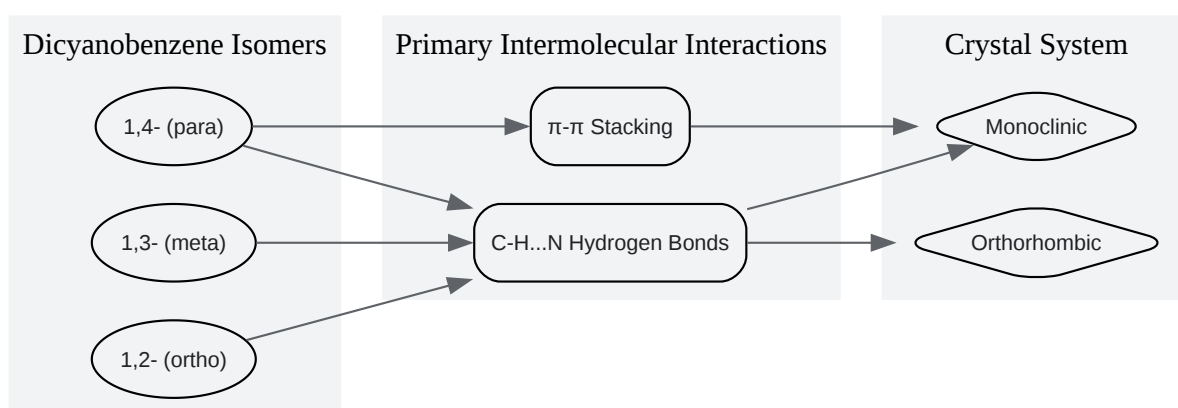 Dicyanobenzene Isomers
1,4- (para)
1,3- (meta)
1,2- (ortho)
Primary Intermolecular Interactions
π-π Stacking
C-H...N Hydrogen Bonds
Crystal System
Monoclinic
Orthorhombic